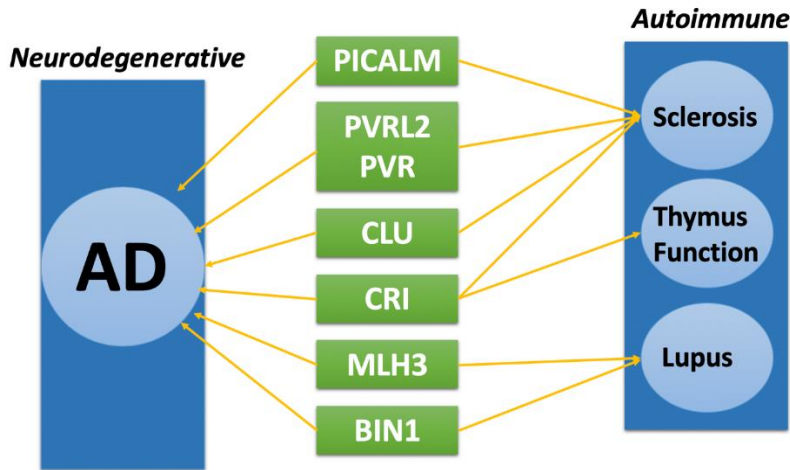 Neurodegenerative
AD
PICALM
PVRL2
PVR
CLU
CRI
MLH3
BIN1
Autoimmune
Sclerosis
Thymus
Function
Lupus